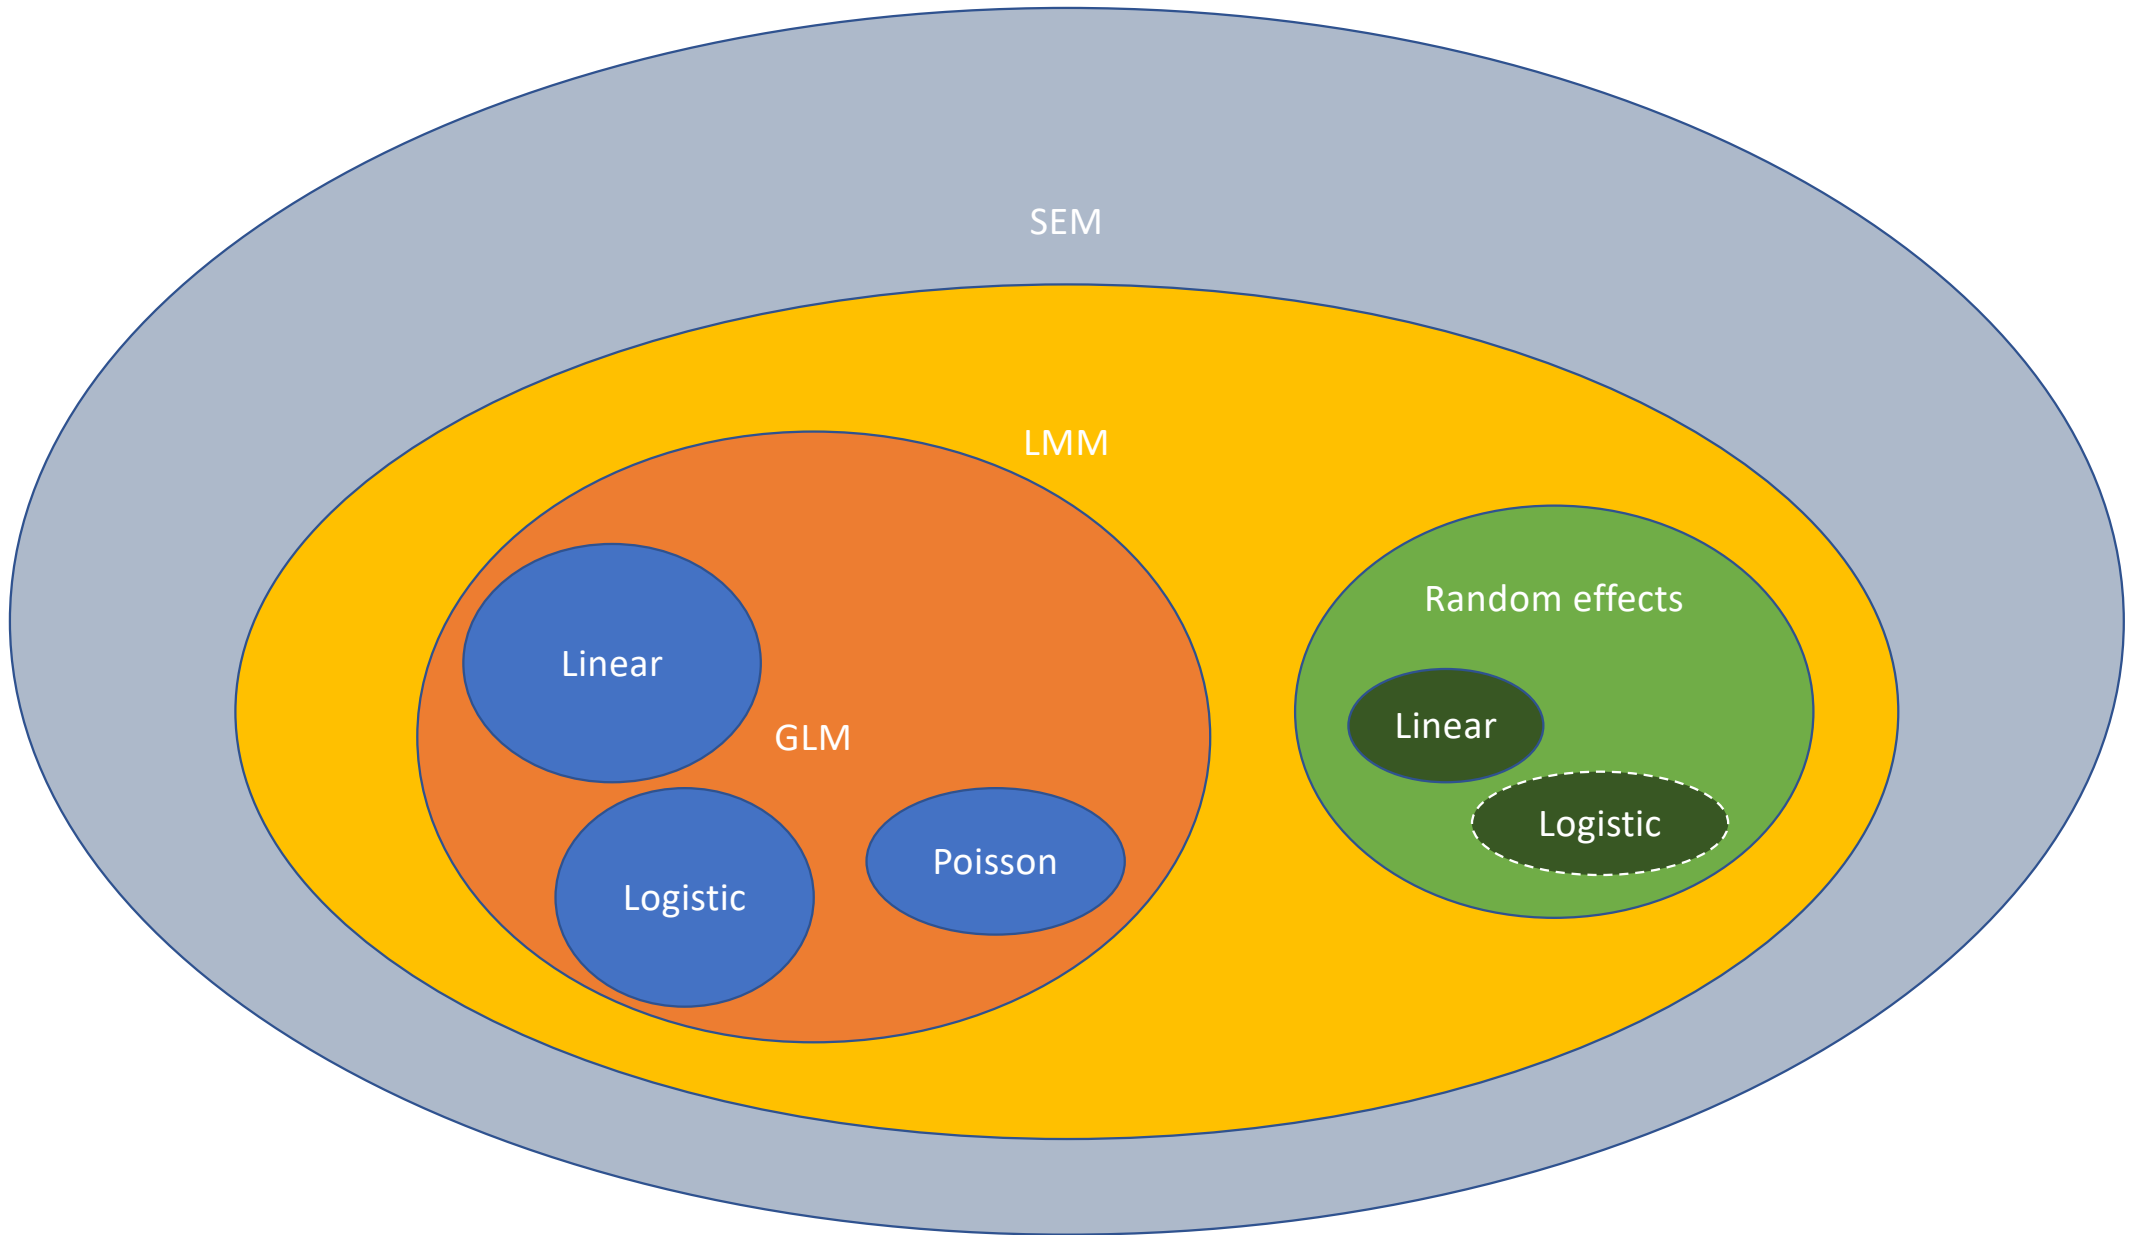 SEM
LMM
Random effects
Linear
Linear
GLM
Logistic
Poisson
Logistic